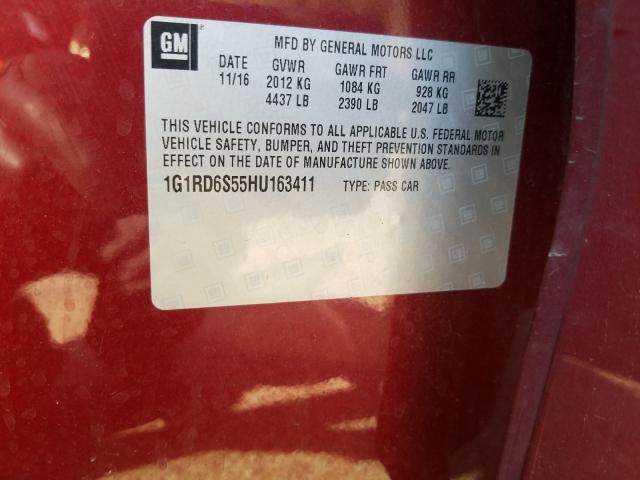 GM
MFD BY GENERAL MOTORS LLC
DATE GVWR GAWR FRT GAWR RR
11/16 2012 KG 1084 KG 928 KG
4437 LB 2390 LB 2047 LB
THIS VEHICLE CONFORMS TO ALL APPLICABLE U.S. FEDERAL MOTOR
VEHICLE SAFETY, BUMPER, AND THEFT PREVENTION STANDARDS IN
EFFECT ON THE DATE OF MANUFACTURE SHOWN ABOVE.
1G1RD6S55HU163411 TYPE: PASS CAR